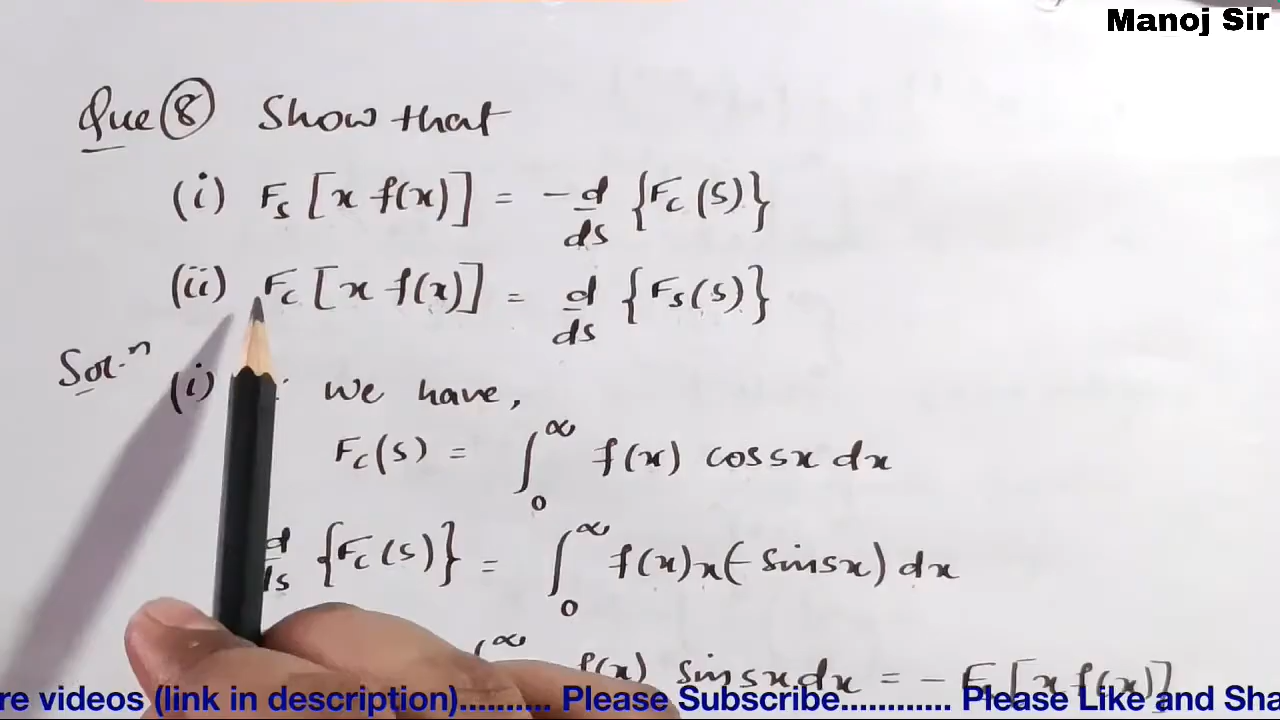 Manoj Sir
Que 8 Show that
(i) Fs [x f(x)] = - d/ds {Fc(s)}
(ii) Fc [x f(x)] = d/ds {Fs(s)}
Sol.n (i) : we have,
Fc(s) = ∫₀^∞ f(x) cos sx dx
d/ds {Fc(s)} = ∫₀^∞ f(x) x (- sin sx) dx
∞ f(x) sin sx dx = - F [x f(x)]
re videos (link in description).......... Please Subscribe............. Please Like and Sha